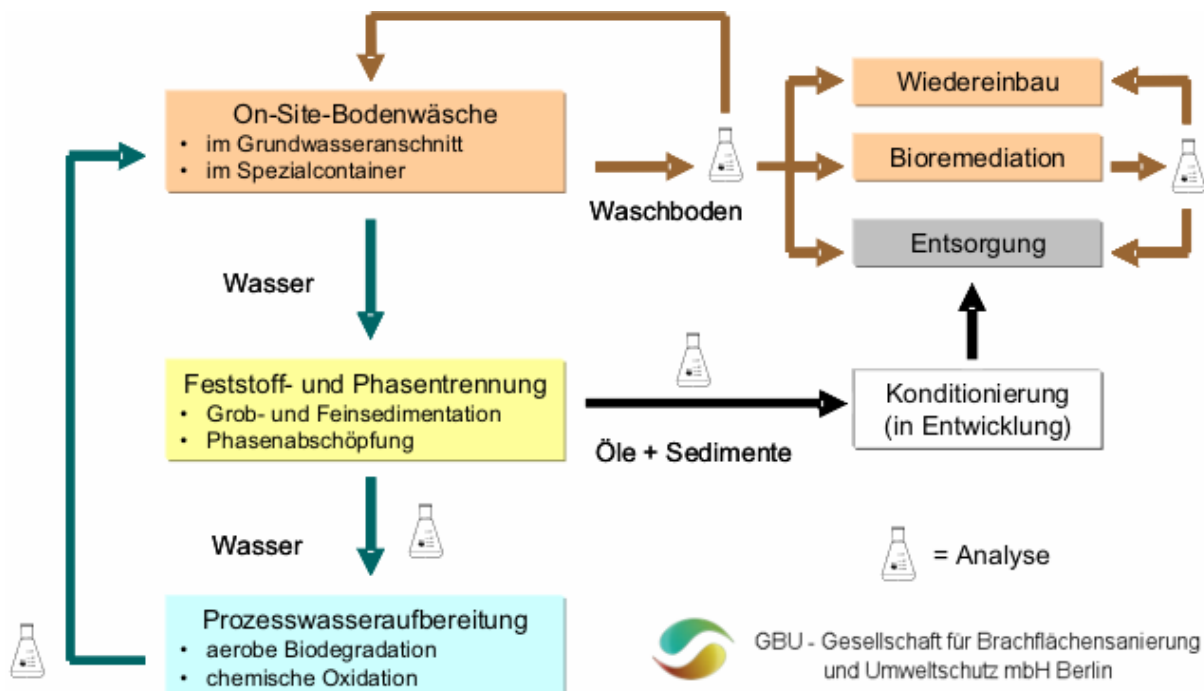 On-Site-Bodenwäsche
• im Grundwasseranschnitt
• im Spezialcontainer
Waschboden
Wiedereinbau
Bioremediation
Entsorgung
Wasser
Feststoff- und Phasentrennung
• Grob- und Feinsedimentation
• Phasenabschöpfung
Öle + Sedimente
Konditionierung
(in Entwicklung)
Wasser
= Analyse
Prozesswasseraufbereitung
• aerobe Biodegradation
• chemische Oxidation
GBU - Gesellschaft für Brachflächensanierung
und Umweltschutz mbH Berlin